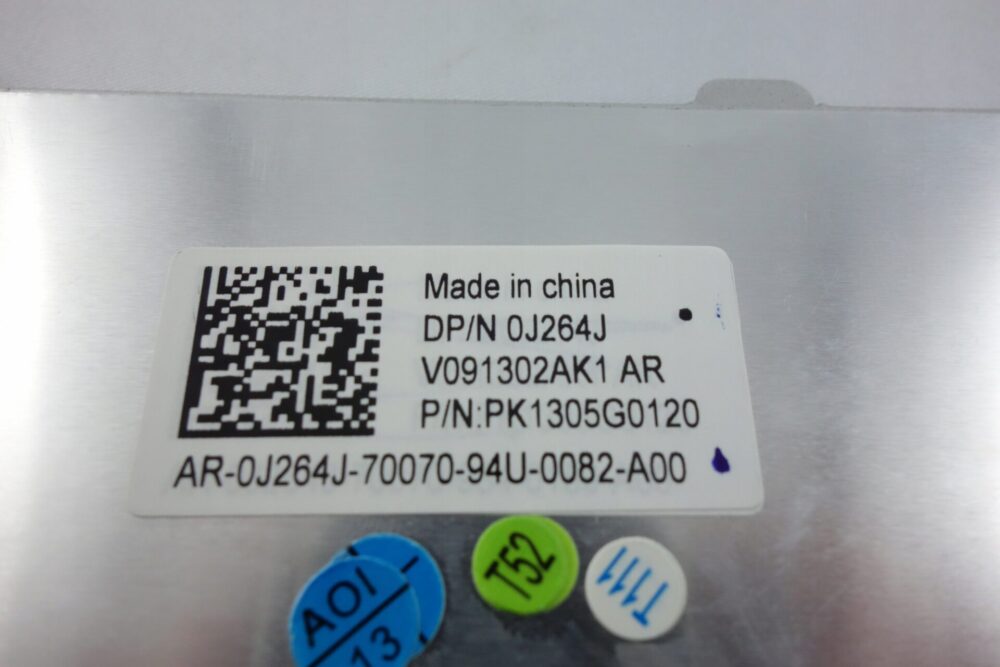 Made in china
DP/N 0J264J
V091302AK1 AR
P/N:PK1305G0120
AR-0J264J-70070-94U-0082-A00
T52
T111
AOI
13